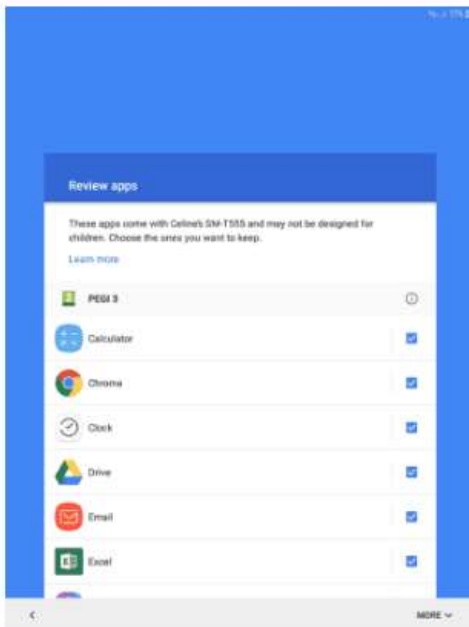 Review apps
These apps come with Celine's SM-T555 and may not be designed for
children. Choose the ones you want to keep.
Learn more
PEGI 3
Calculator
Chrome
Clock
Drive
Email
Excel
MORE